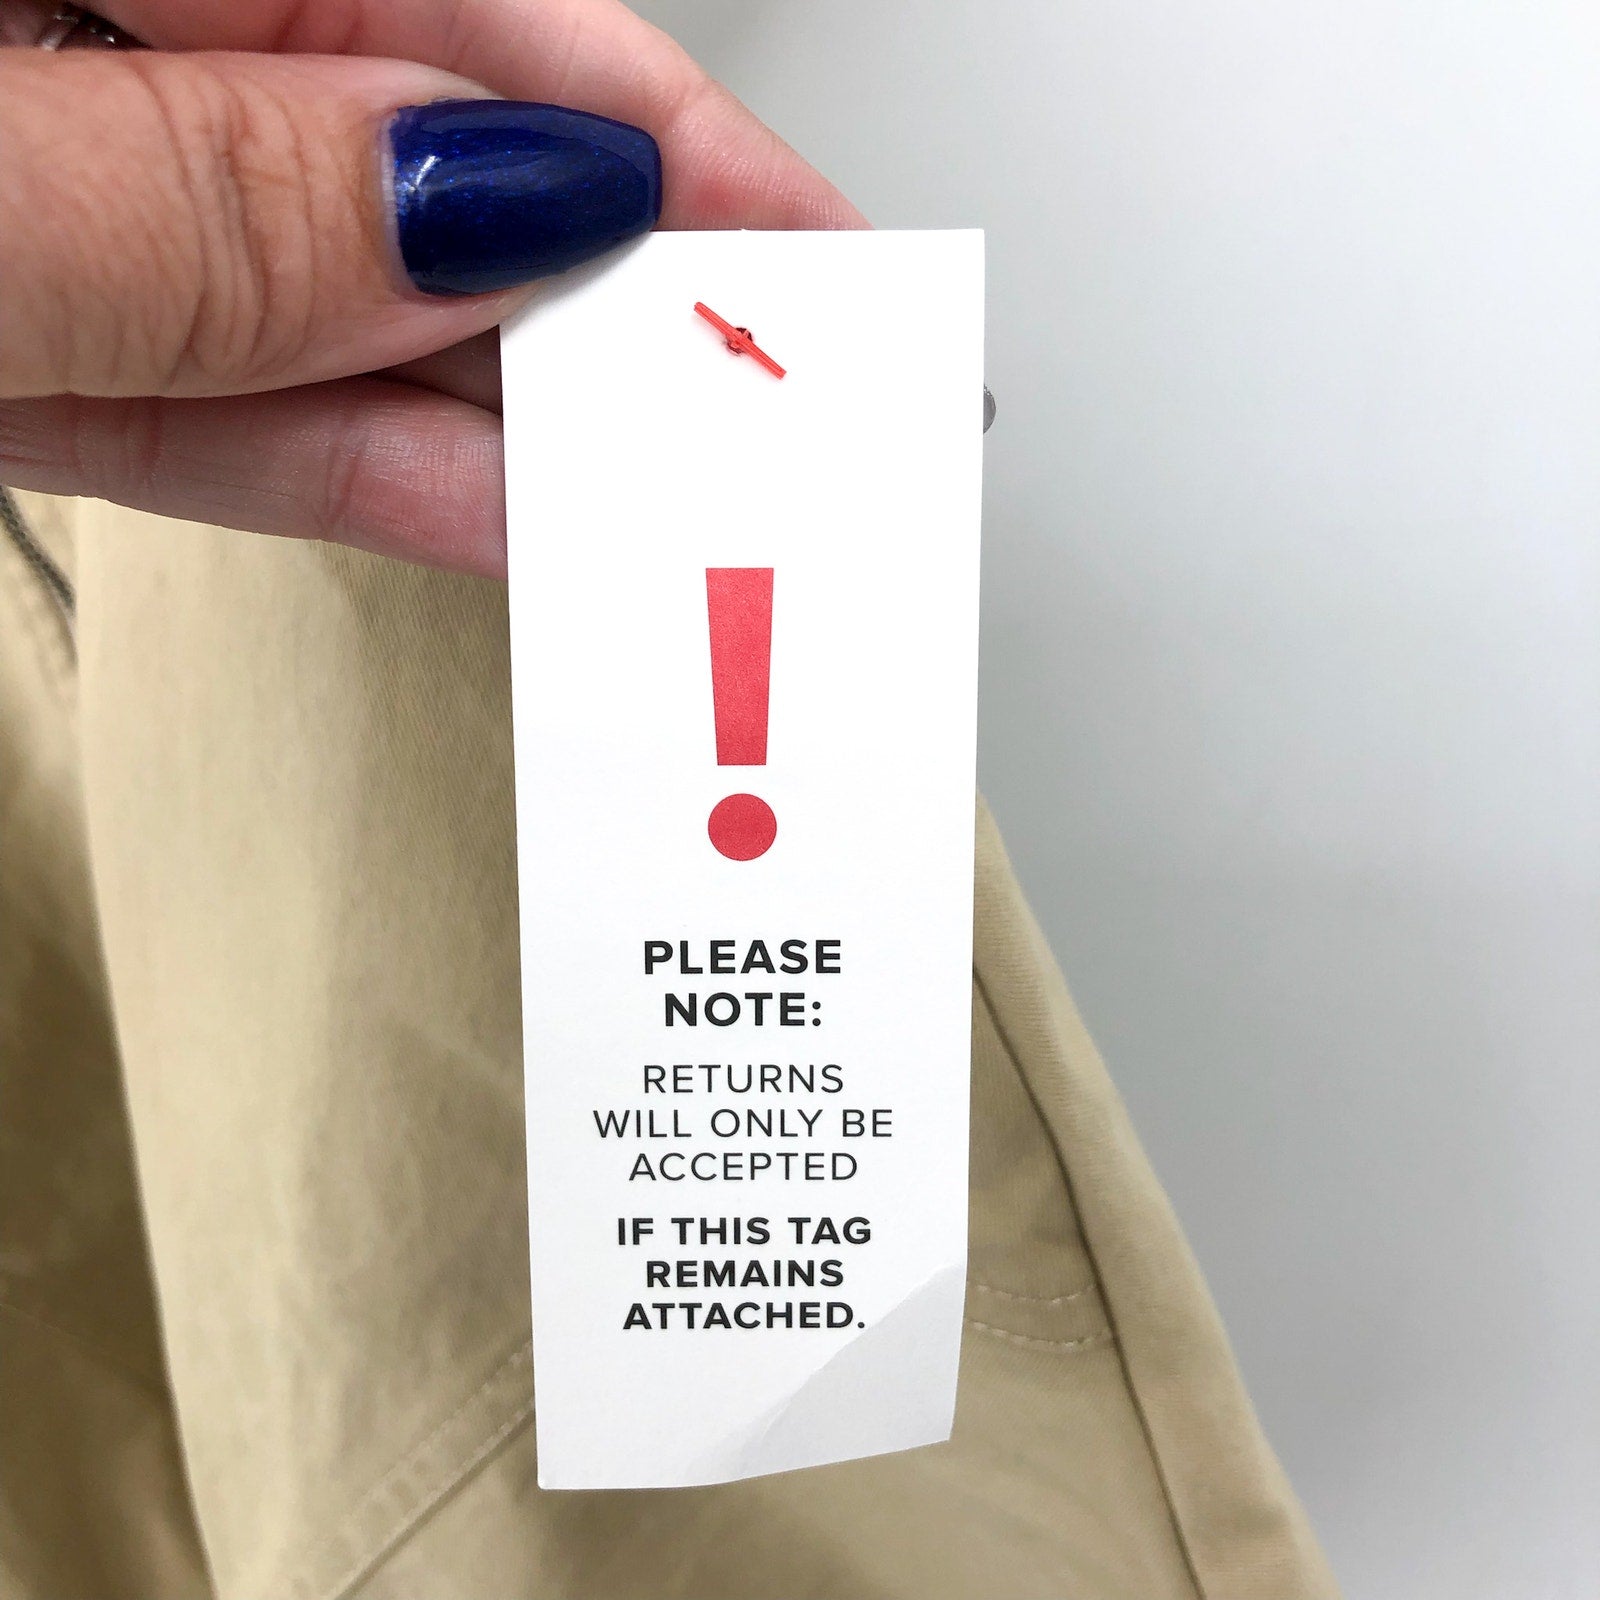 !
PLEASE
NOTE:
RETURNS
WILL ONLY BE
ACCEPTED
IF THIS TAG
REMAINS
ATTACHED.